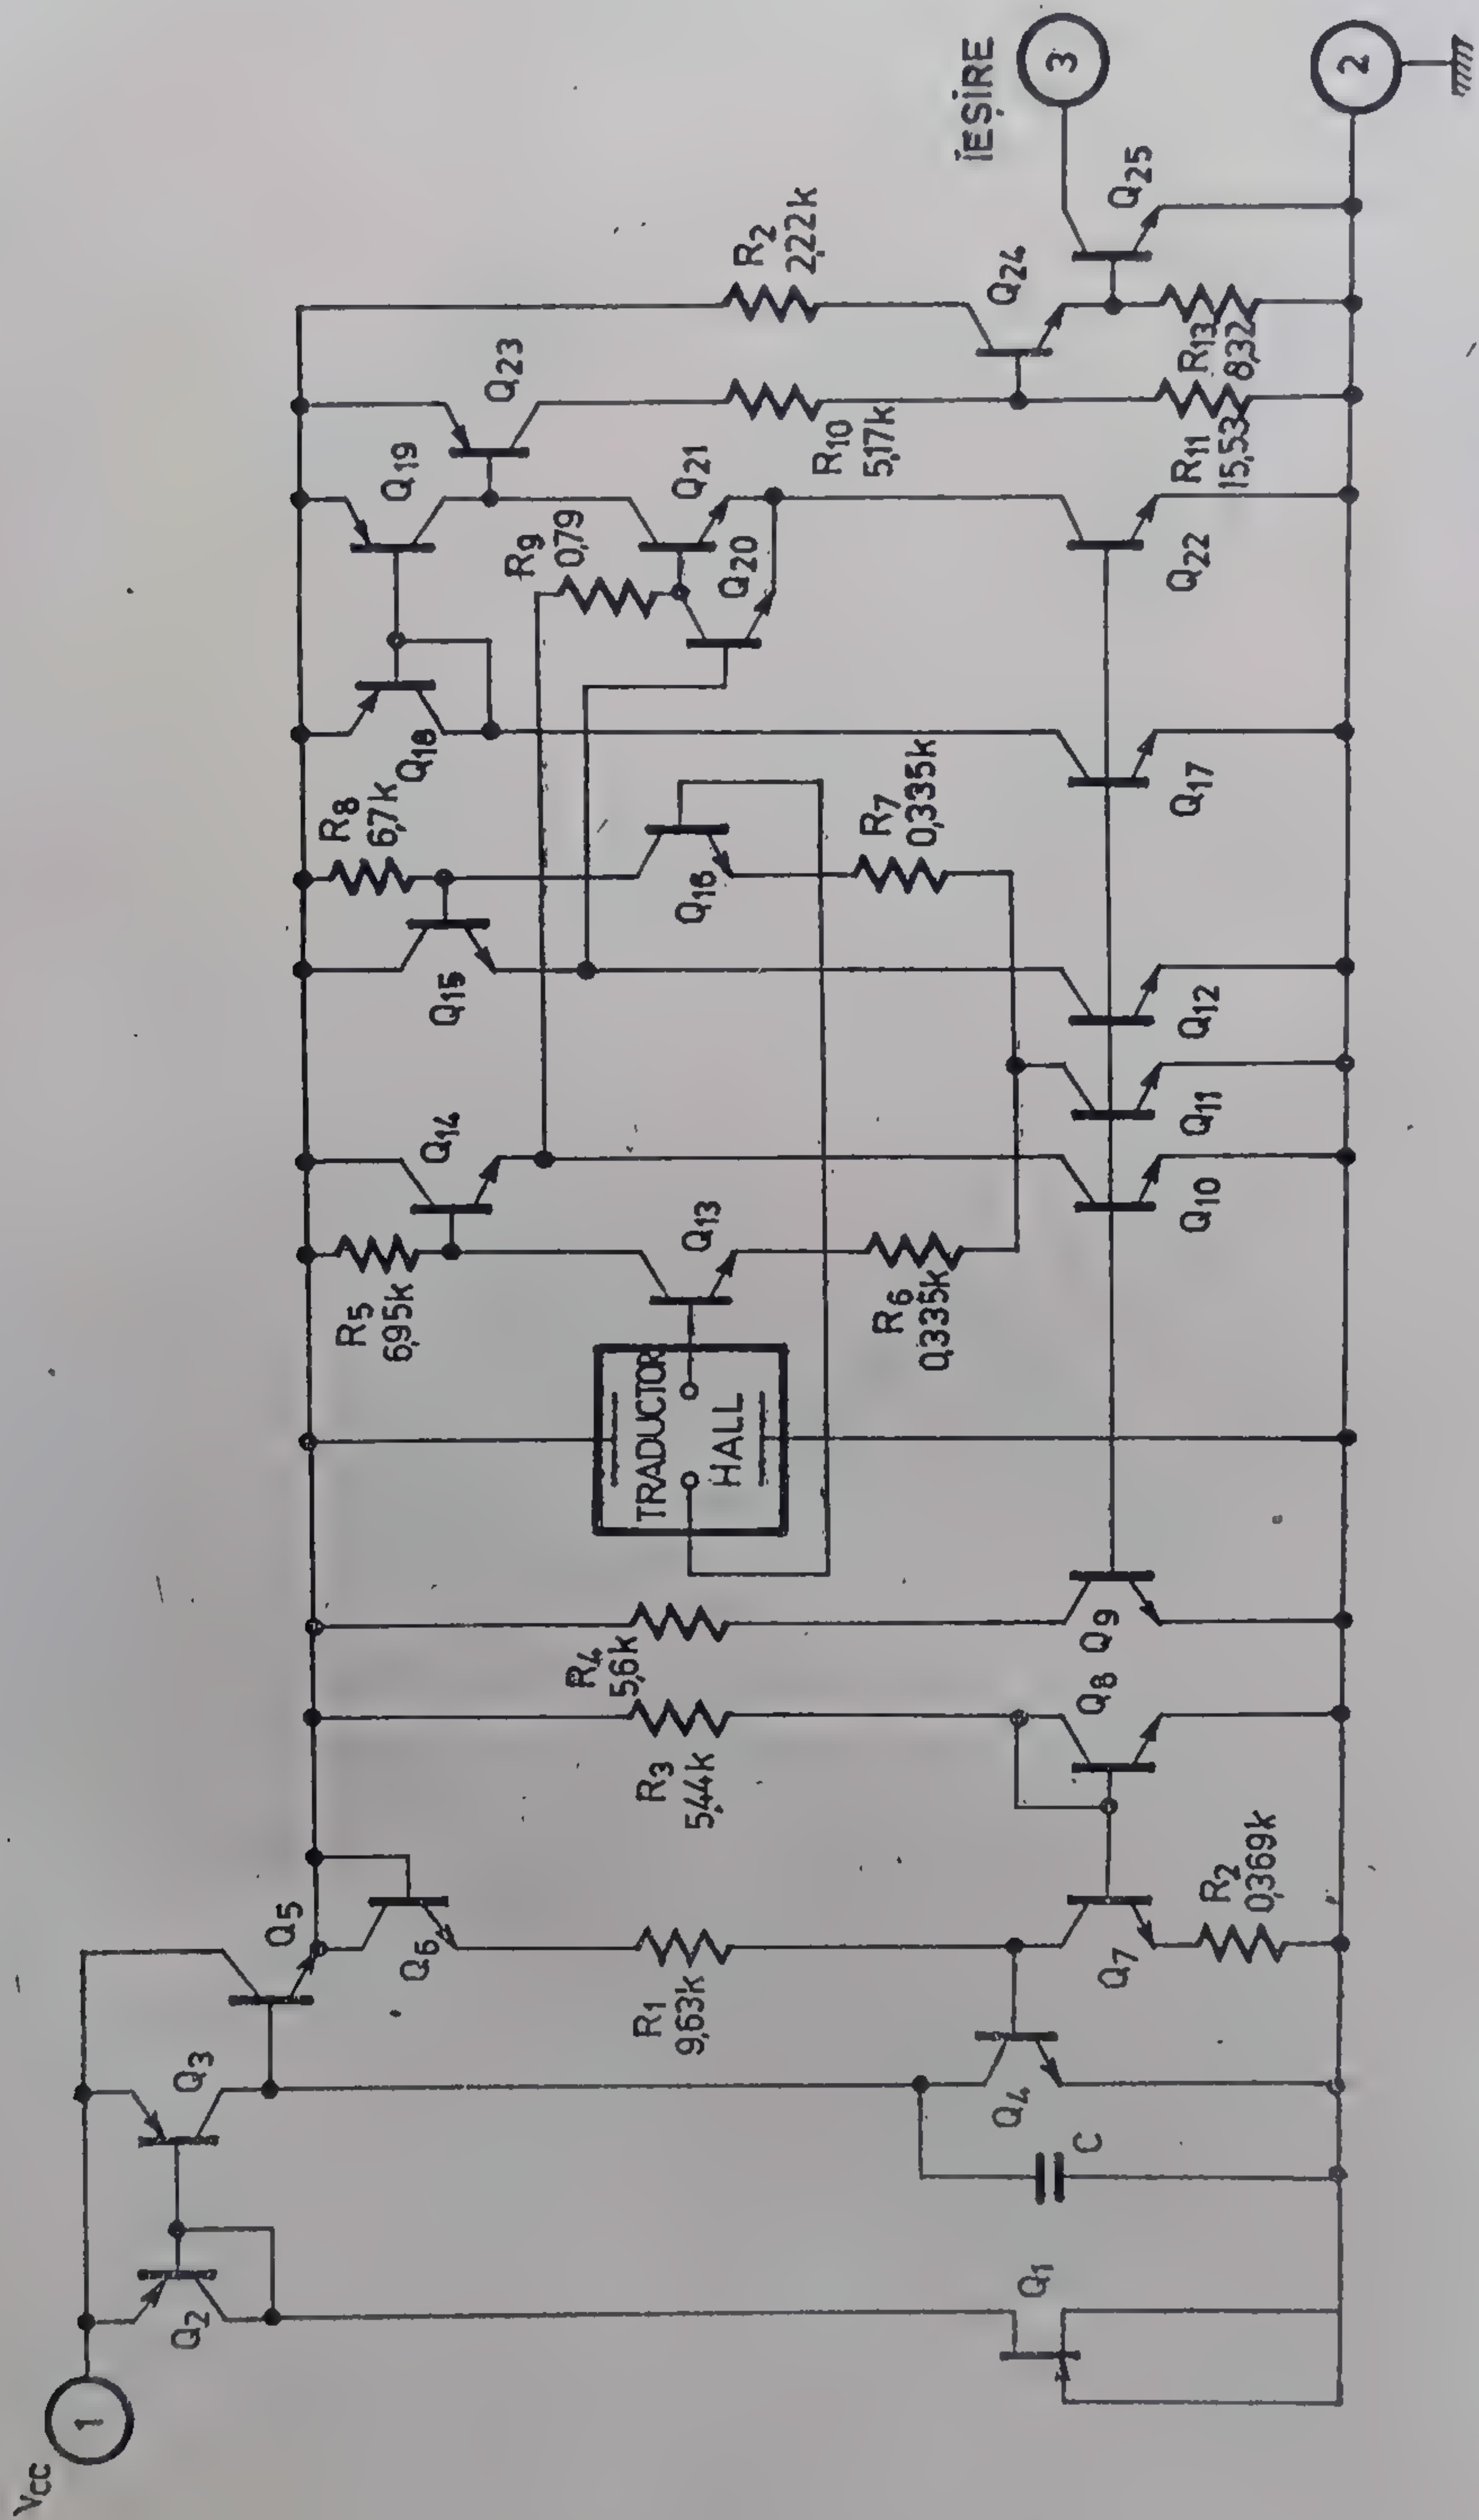 Vcc
1
Q2
Q3
Q5
Q6
R1
9,63k
Q4
C
Q1
Q7
R2
0,369k
R3
5,44k
Q8
R4
5,6k
Q9
TRADUCTOR
HALL
R5
6,95k
Q14
Q13
R6
0,335k
Q10
Q11
Q12
Q15
R8
6,7k
Q16
R7
0,335k
Q17
Q18
Q19
R9
0,79
Q20
Q21
Q22
Q23
R10
5,17k
R11
15,53
R2
2,22k
Q24
R13
8,32
Q25
IEȘIRE
3
2